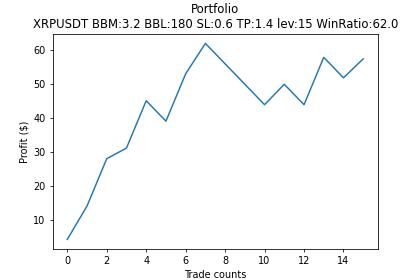 Portfolio
XRPUSDT BBM:3.2 BBL:180 SL:0.6 TP:1.4 lev:15 WinRatio:62.0
60
50
40
30
20
10
Profit ($)
0 2 4 6 8 10 12 14
Trade counts